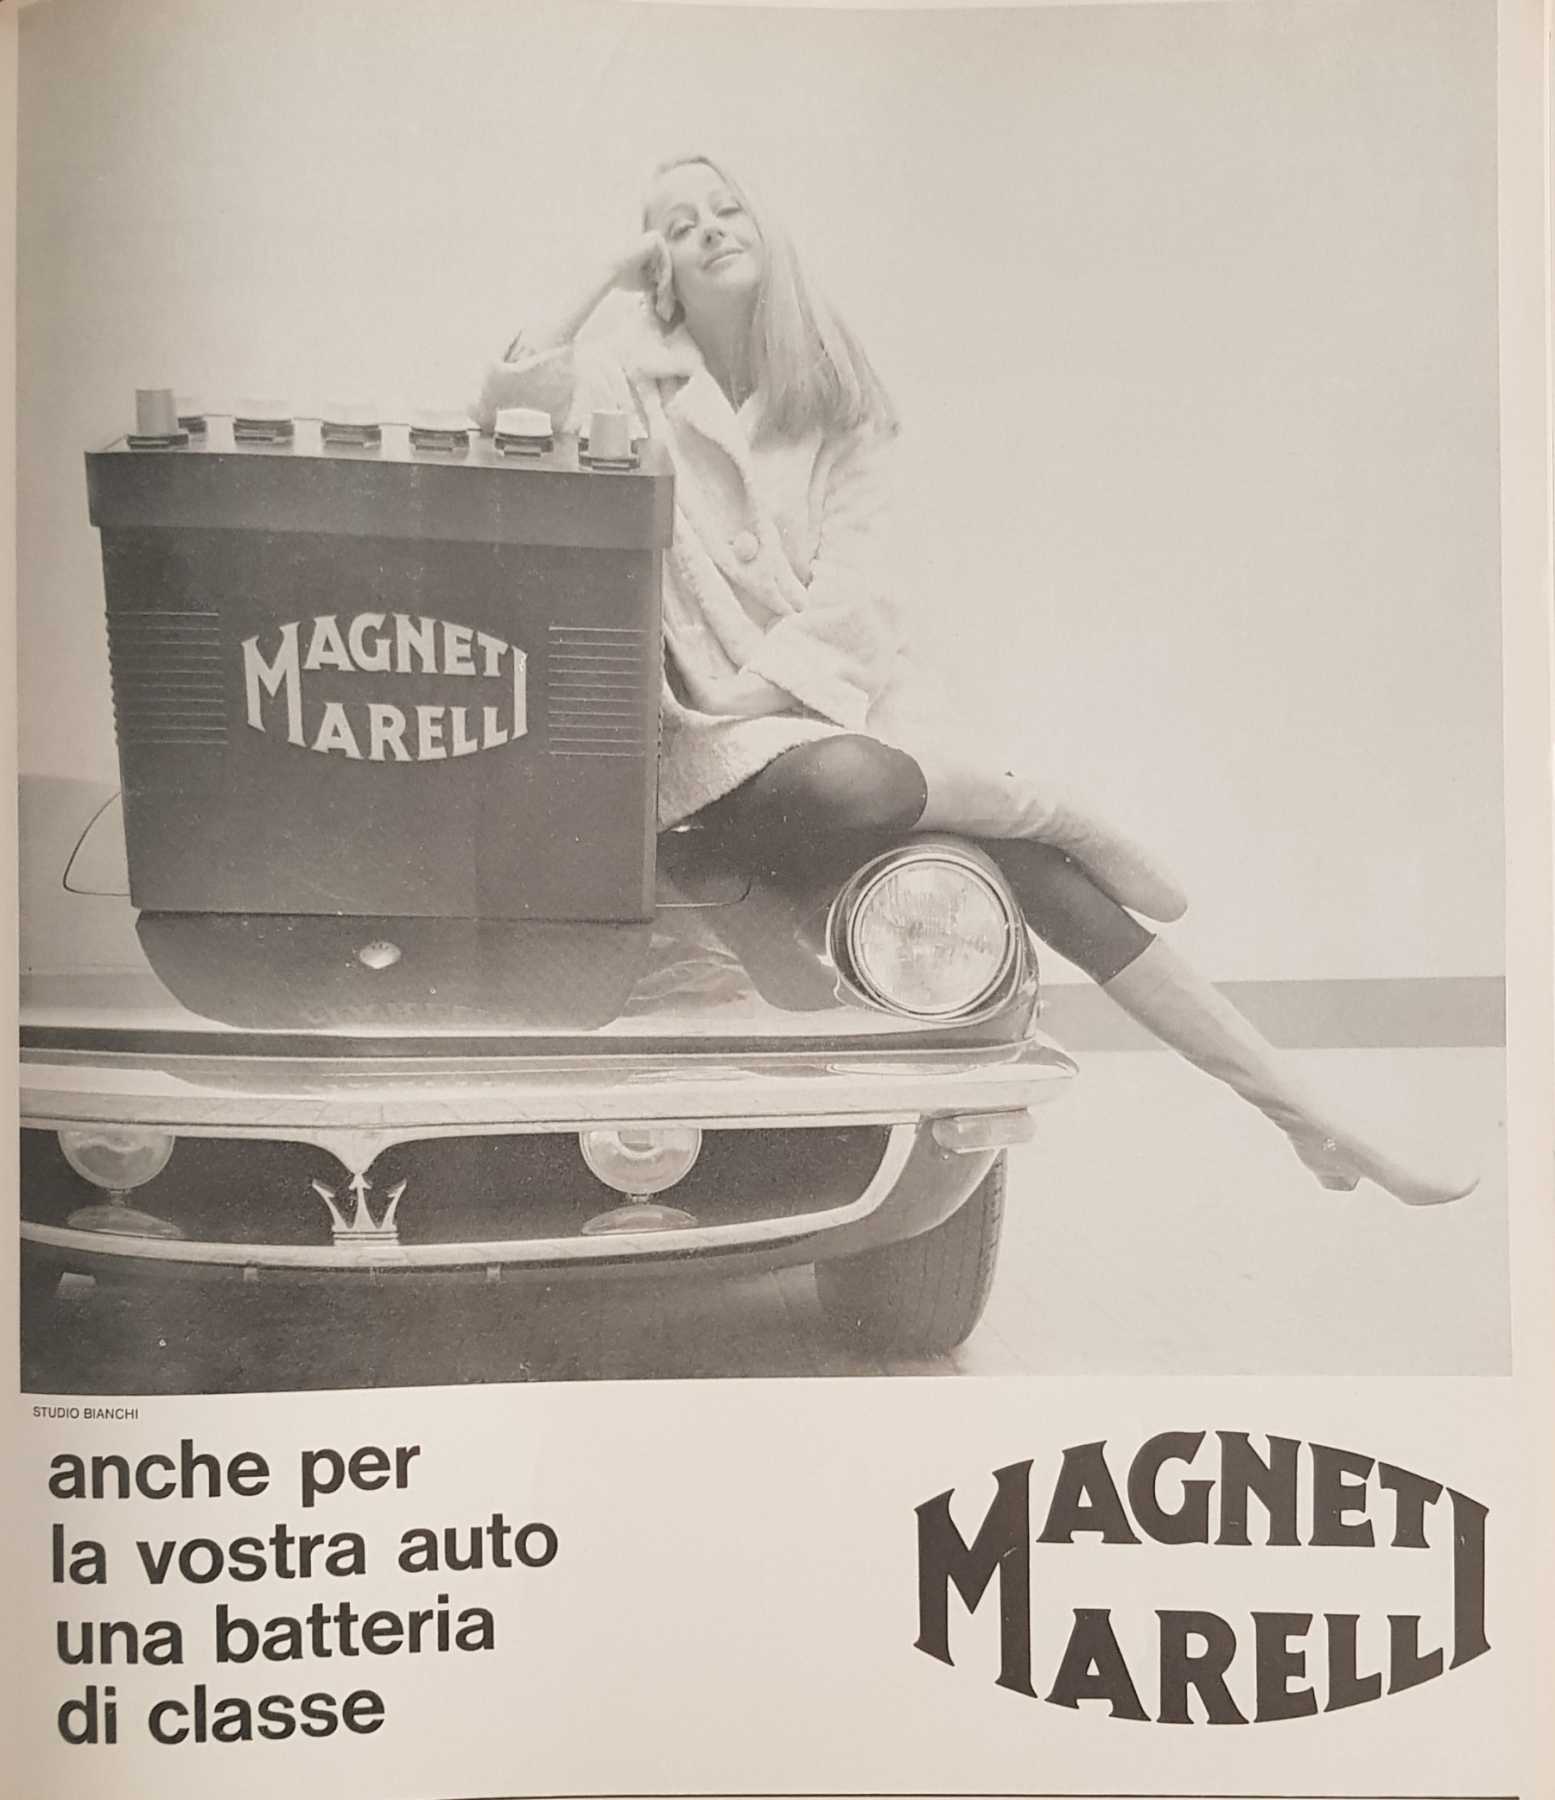 MAGNETI
MARELLI
STUDIO BIANCHI
anche per
la vostra auto
una batteria
di classe
MAGNETI
MARELLI